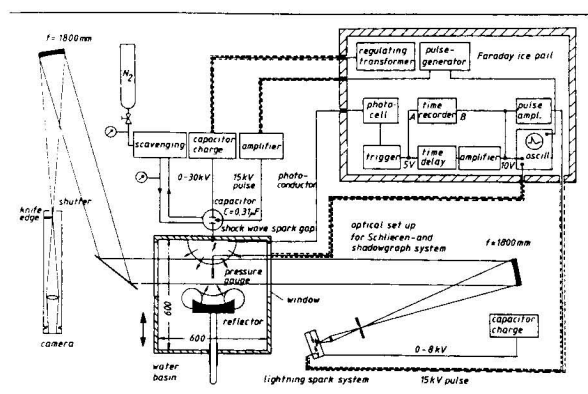 f = 1800mm
N2
regulating
transformer
pulse-
generator
Faraday ice pail
photo-
cell
time
recorder
A
B
pulse
ampl.
scavenging
capacitor
charge
amplifier
trigger
5V
time
delay
amplifier
10V
oscill.
0-30kV
15kV
pulse
photo-
conductor
capacitor
C=0,31µF
shock wave spark gap
shutter
knife
edge
optical set up
for Schlieren- and
shadowgraph system
f=1800mm
pressure
gauge
window
600
reflector
600
capacitor
charge
camera
water
basin
0-8kV
lightning spark system
15kV pulse